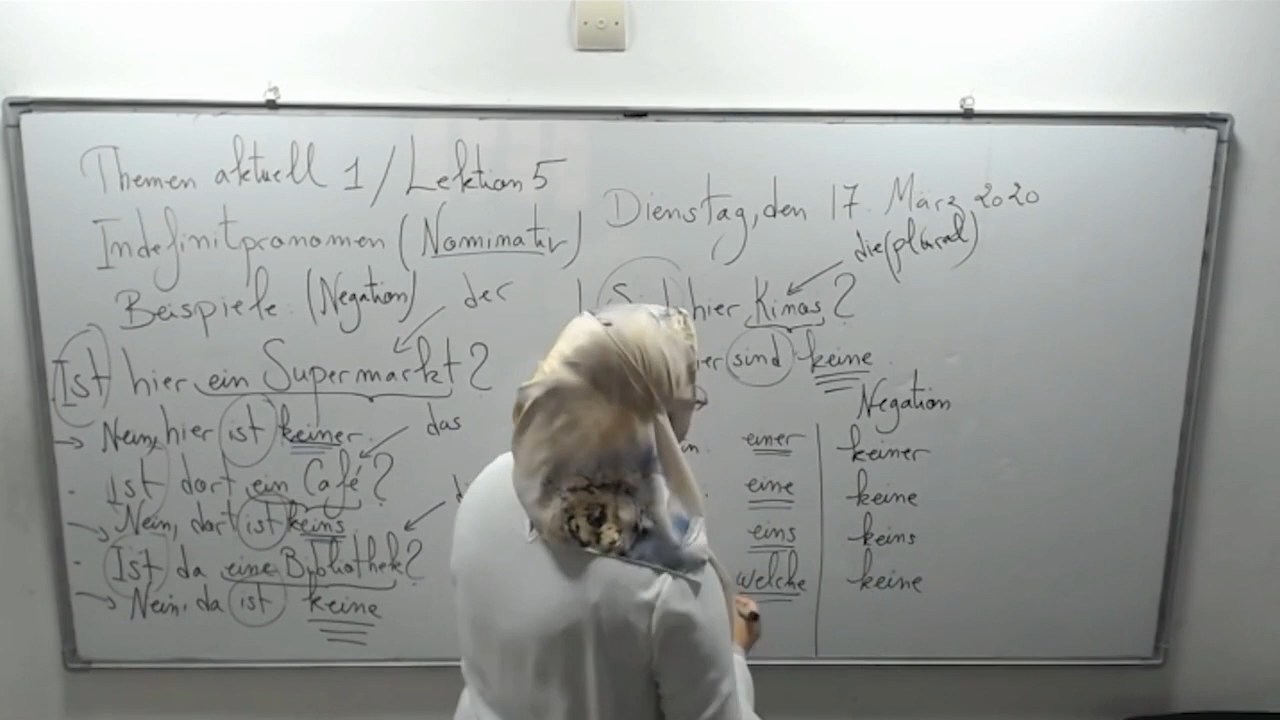 Themen aktuell 1 / Lektion 5
Dienstag, den 17. März 2020
Indefinitpronomen (Nominativ)
Beispiele: (Negation)
der
Ist hier ein Supermarkt?
→ Nein, hier ist keiner.
das
- Ist dort ein Café?
→ Nein, dort ist keins
- Ist da eine Bibliothek?
→ Nein, da ist keine
die (plural)
hier Kinos?
sind keine
Negation
einer keiner
eine keine
eins keins
welche keine